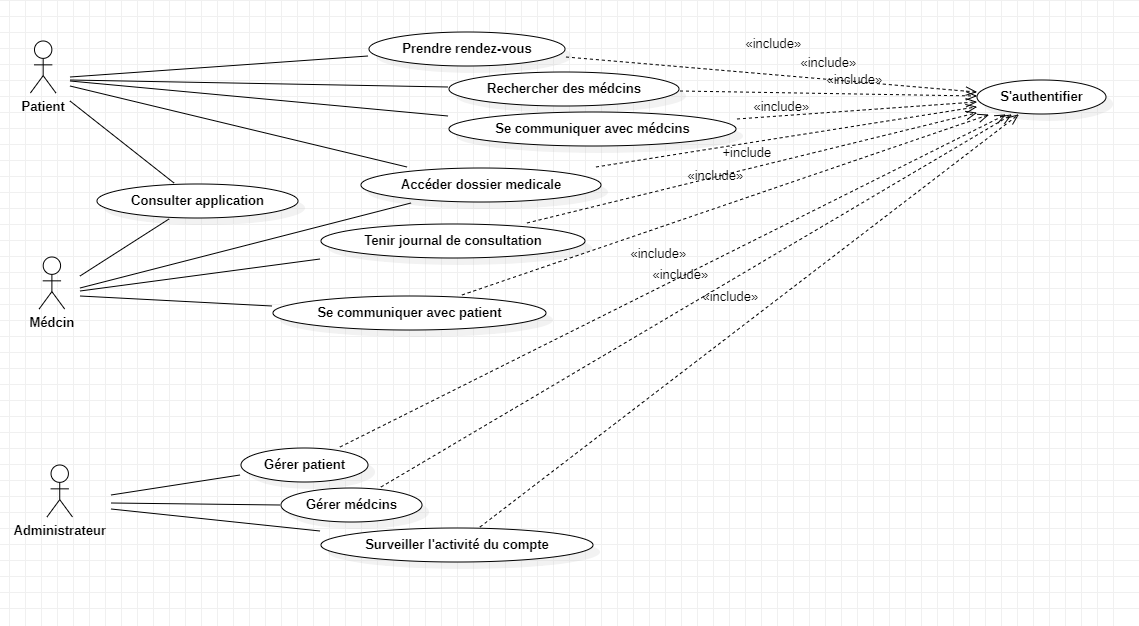 Prendre rendez-vous
«include»
«include»
Rechercher des médcins
«include»
S'authentifier
Patient
«include»
Se communiquer avec médcins
+include
Accéder dossier medicale
«include»
Consulter application
Tenir journal de consultation
«include»
«include»
«include»
Se communiquer avec patient
Médcin
Gérer patient
Gérer médcins
Administrateur
Surveiller l'activité du compte